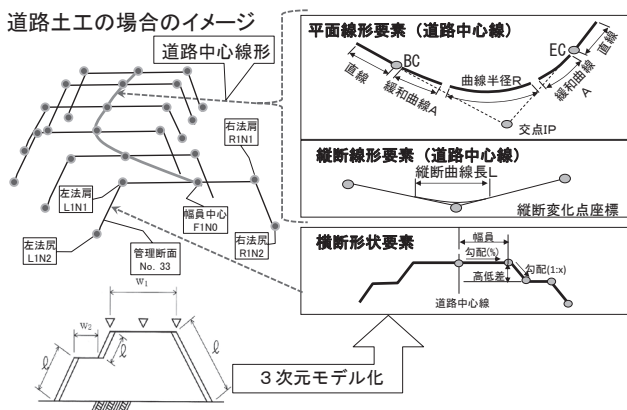 道路土工の場合のイメージ
道路中心線形
右法肩
R1N1
左法肩
L1N1
幅員中心
F1N0
左法尻
L1N2
管理断面
No. 33
右法尻
R1N2
平面線形要素（道路中心線）
BC
EC
直線
緩和曲線A
曲線半径R
緩和曲線
A
直線
交点IP
縦断線形要素（道路中心線）
縦断曲線長L
縦断変化点座標
横断形状要素
幅員
勾配(%)
勾配(1:x)
高低差
道路中心線
W1
W2
ℓ
ℓ
ℓ
３次元モデル化